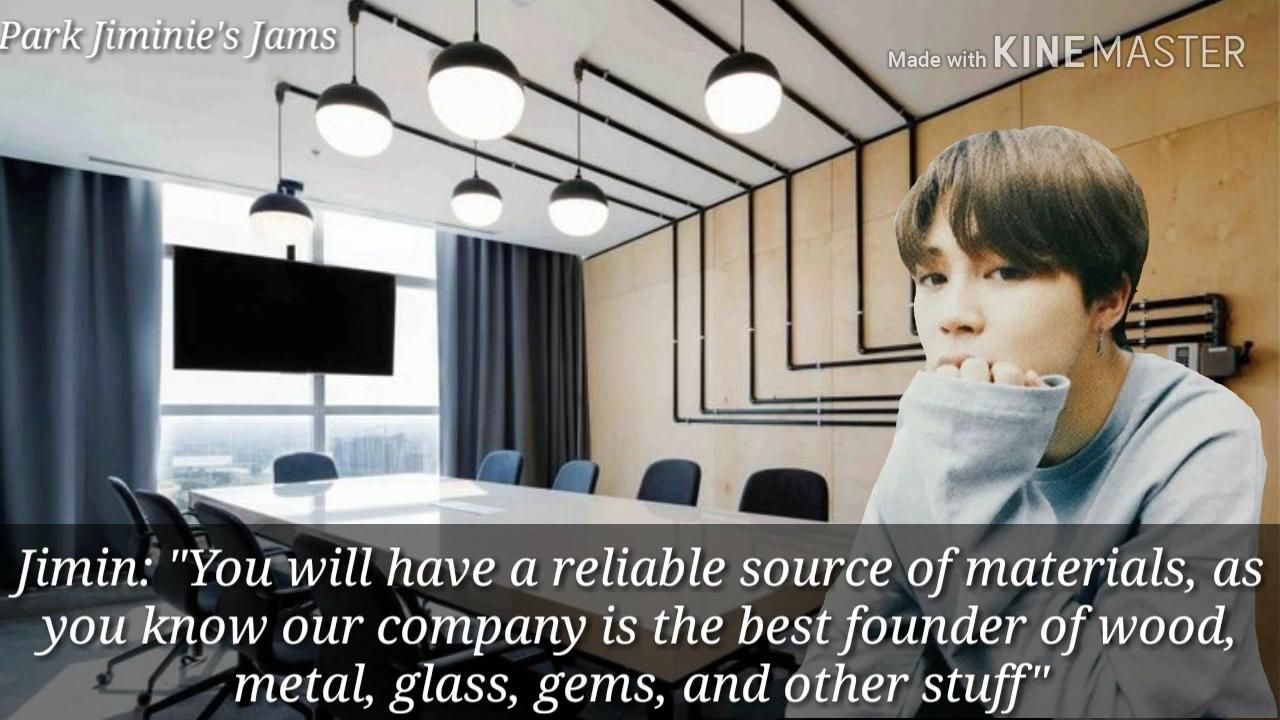 Park Jiminie's Jams
Made with KINEMASTER
Jimin: "You will have a reliable source of materials, as
you know our company is the best founder of wood,
metal, glass, gems, and other stuff"